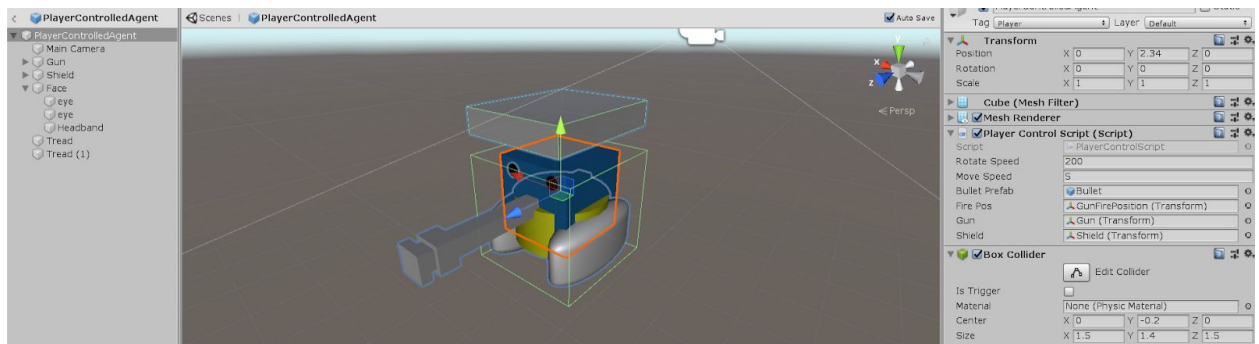 PlayerControlledAgent
PlayerControlledAgent
Main Camera
Gun
Shield
Face
eye
eye
Headband
Tread
Tread (1)
Scenes | PlayerControlledAgent
Auto Save
y
x
z
Persp
Tag Player Layer Default
Transform
Position X 0 Y 2.34 Z 0
Rotation X 0 Y 0 Z 0
Scale X 1 Y 1 Z 1
Cube (Mesh Filter)
Mesh Renderer
Player Control Script (Script)
Script PlayerControlScript
Rotate Speed 200
Move Speed 5
Bullet Prefab Bullet
Fire Pos GunFirePosition (Transform)
Gun Gun (Transform)
Shield Shield (Transform)
Box Collider
Edit Collider
Is Trigger
Material None (Physic Material)
Center X 0 Y -0.2 Z 0
Size X 1.5 Y 1.4 Z 1.5